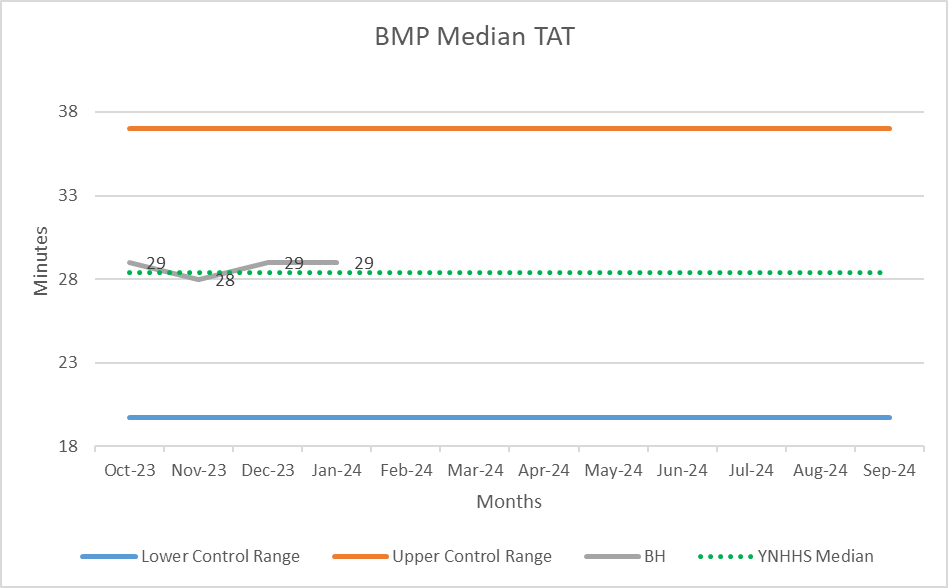 BMP Median TAT
38
33
28
23
18
Minutes
29
28
29
29
Oct-23 Nov-23 Dec-23 Jan-24 Feb-24 Mar-24 Apr-24 May-24 Jun-24 Jul-24 Aug-24 Sep-24
Months
Lower Control Range Upper Control Range BH YNHHS Median